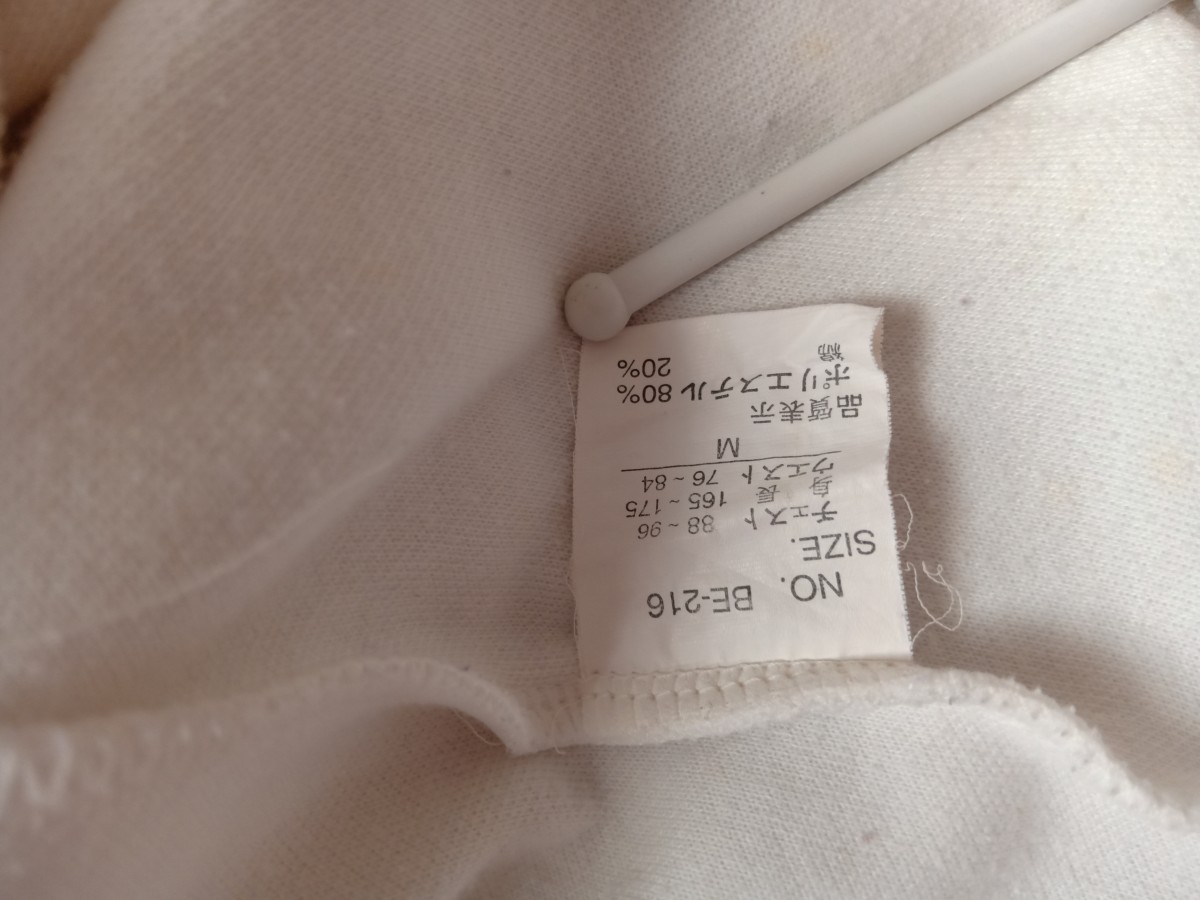 NO. BE-216
SIZE.
チェスト 88～96
身長 165～175
ウエスト 76～84
M
品質表示
ポリエステル 80%
綿 20%